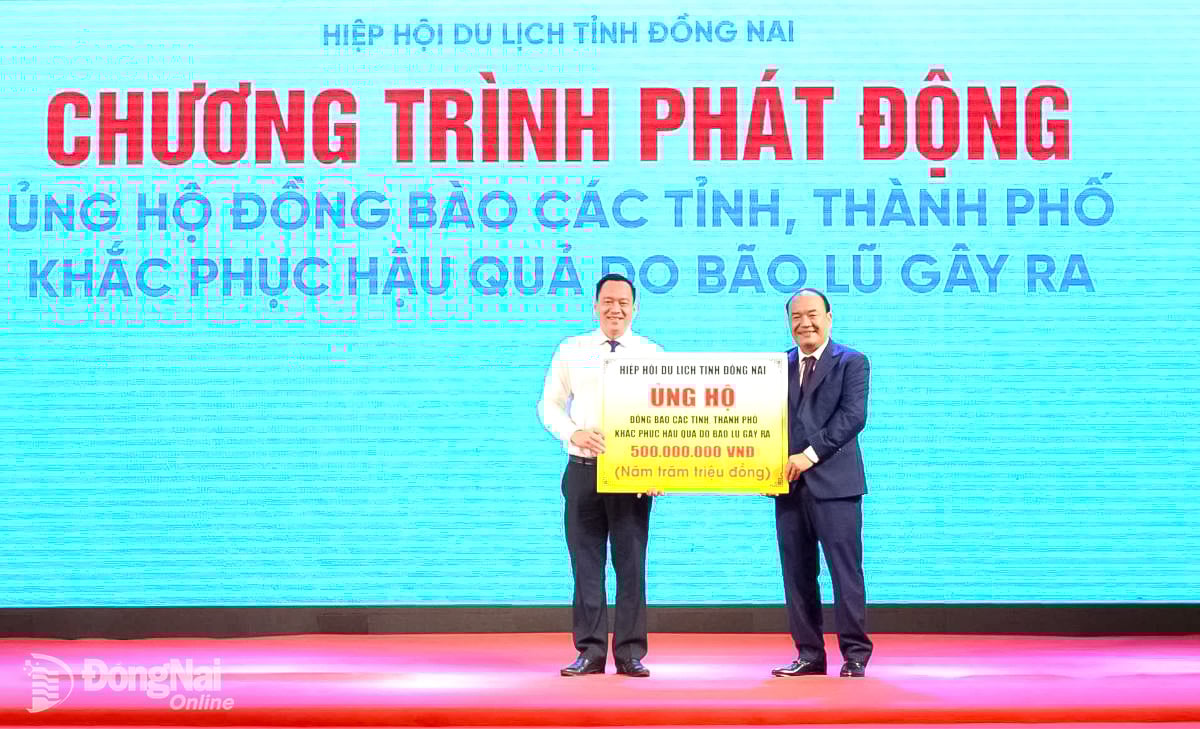 HIỆP HỘI DU LỊCH TỈNH ĐỒNG NAI
CHƯƠNG TRÌNH PHÁT ĐỘNG
ỦNG HỘ ĐỒNG BÀO CÁC TỈNH, THÀNH PHỐ
KHẮC PHỤC HẬU QUẢ DO BÃO LŨ GÂY RA
HIỆP HỘI DU LỊCH TỈNH ĐỒNG NAI
ỦNG HỘ
ĐỒNG BÀO CÁC TỈNH, THÀNH PHỐ
KHẮC PHỤC HẬU QUẢ DO BÃO LŨ GÂY RA
500.000.000 VNĐ
(Năm trăm triệu đồng)
ĐồngNai
Online